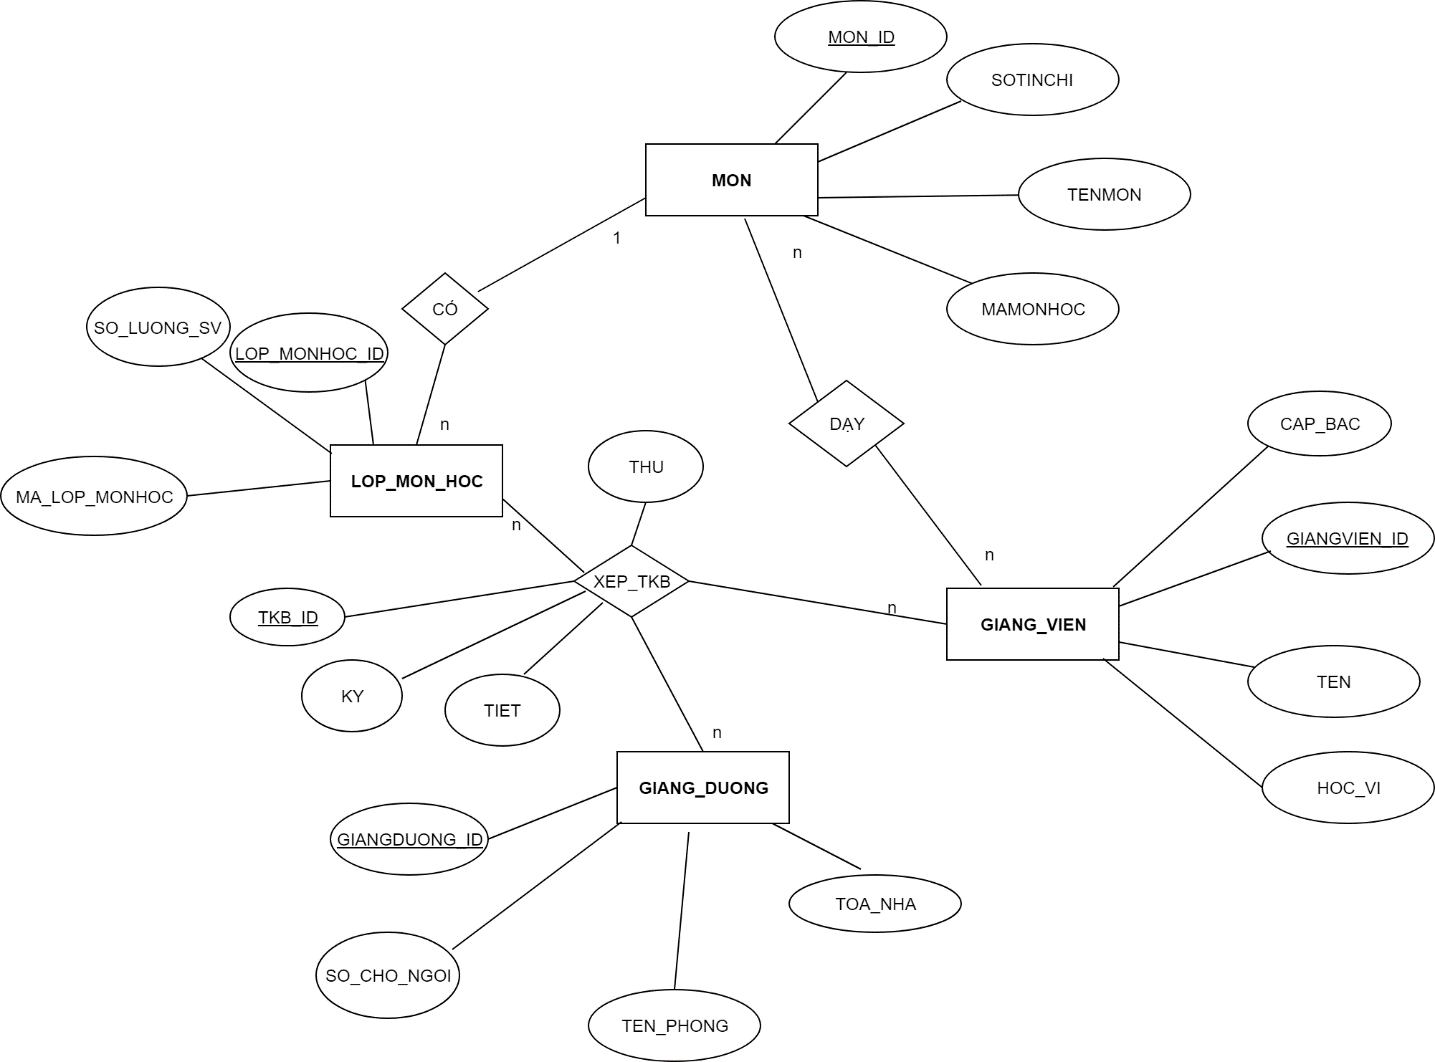 MON_ID
SOTINCHI
MON
TENMON
1
n
MAMONHOC
CÓ
SO_LUONG_SV
LOP_MONHOC_ID
n
DẠY
CAP_BAC
THU
LOP_MON_HOC
MA_LOP_MONHOC
n
GIANGVIEN_ID
n
XEP_TKB
n
TKB_ID
GIANG_VIEN
KY
TIET
TEN
n
GIANG_DUONG
HOC_VI
GIANGDUONG_ID
TOA_NHA
SO_CHO_NGOI
TEN_PHONG